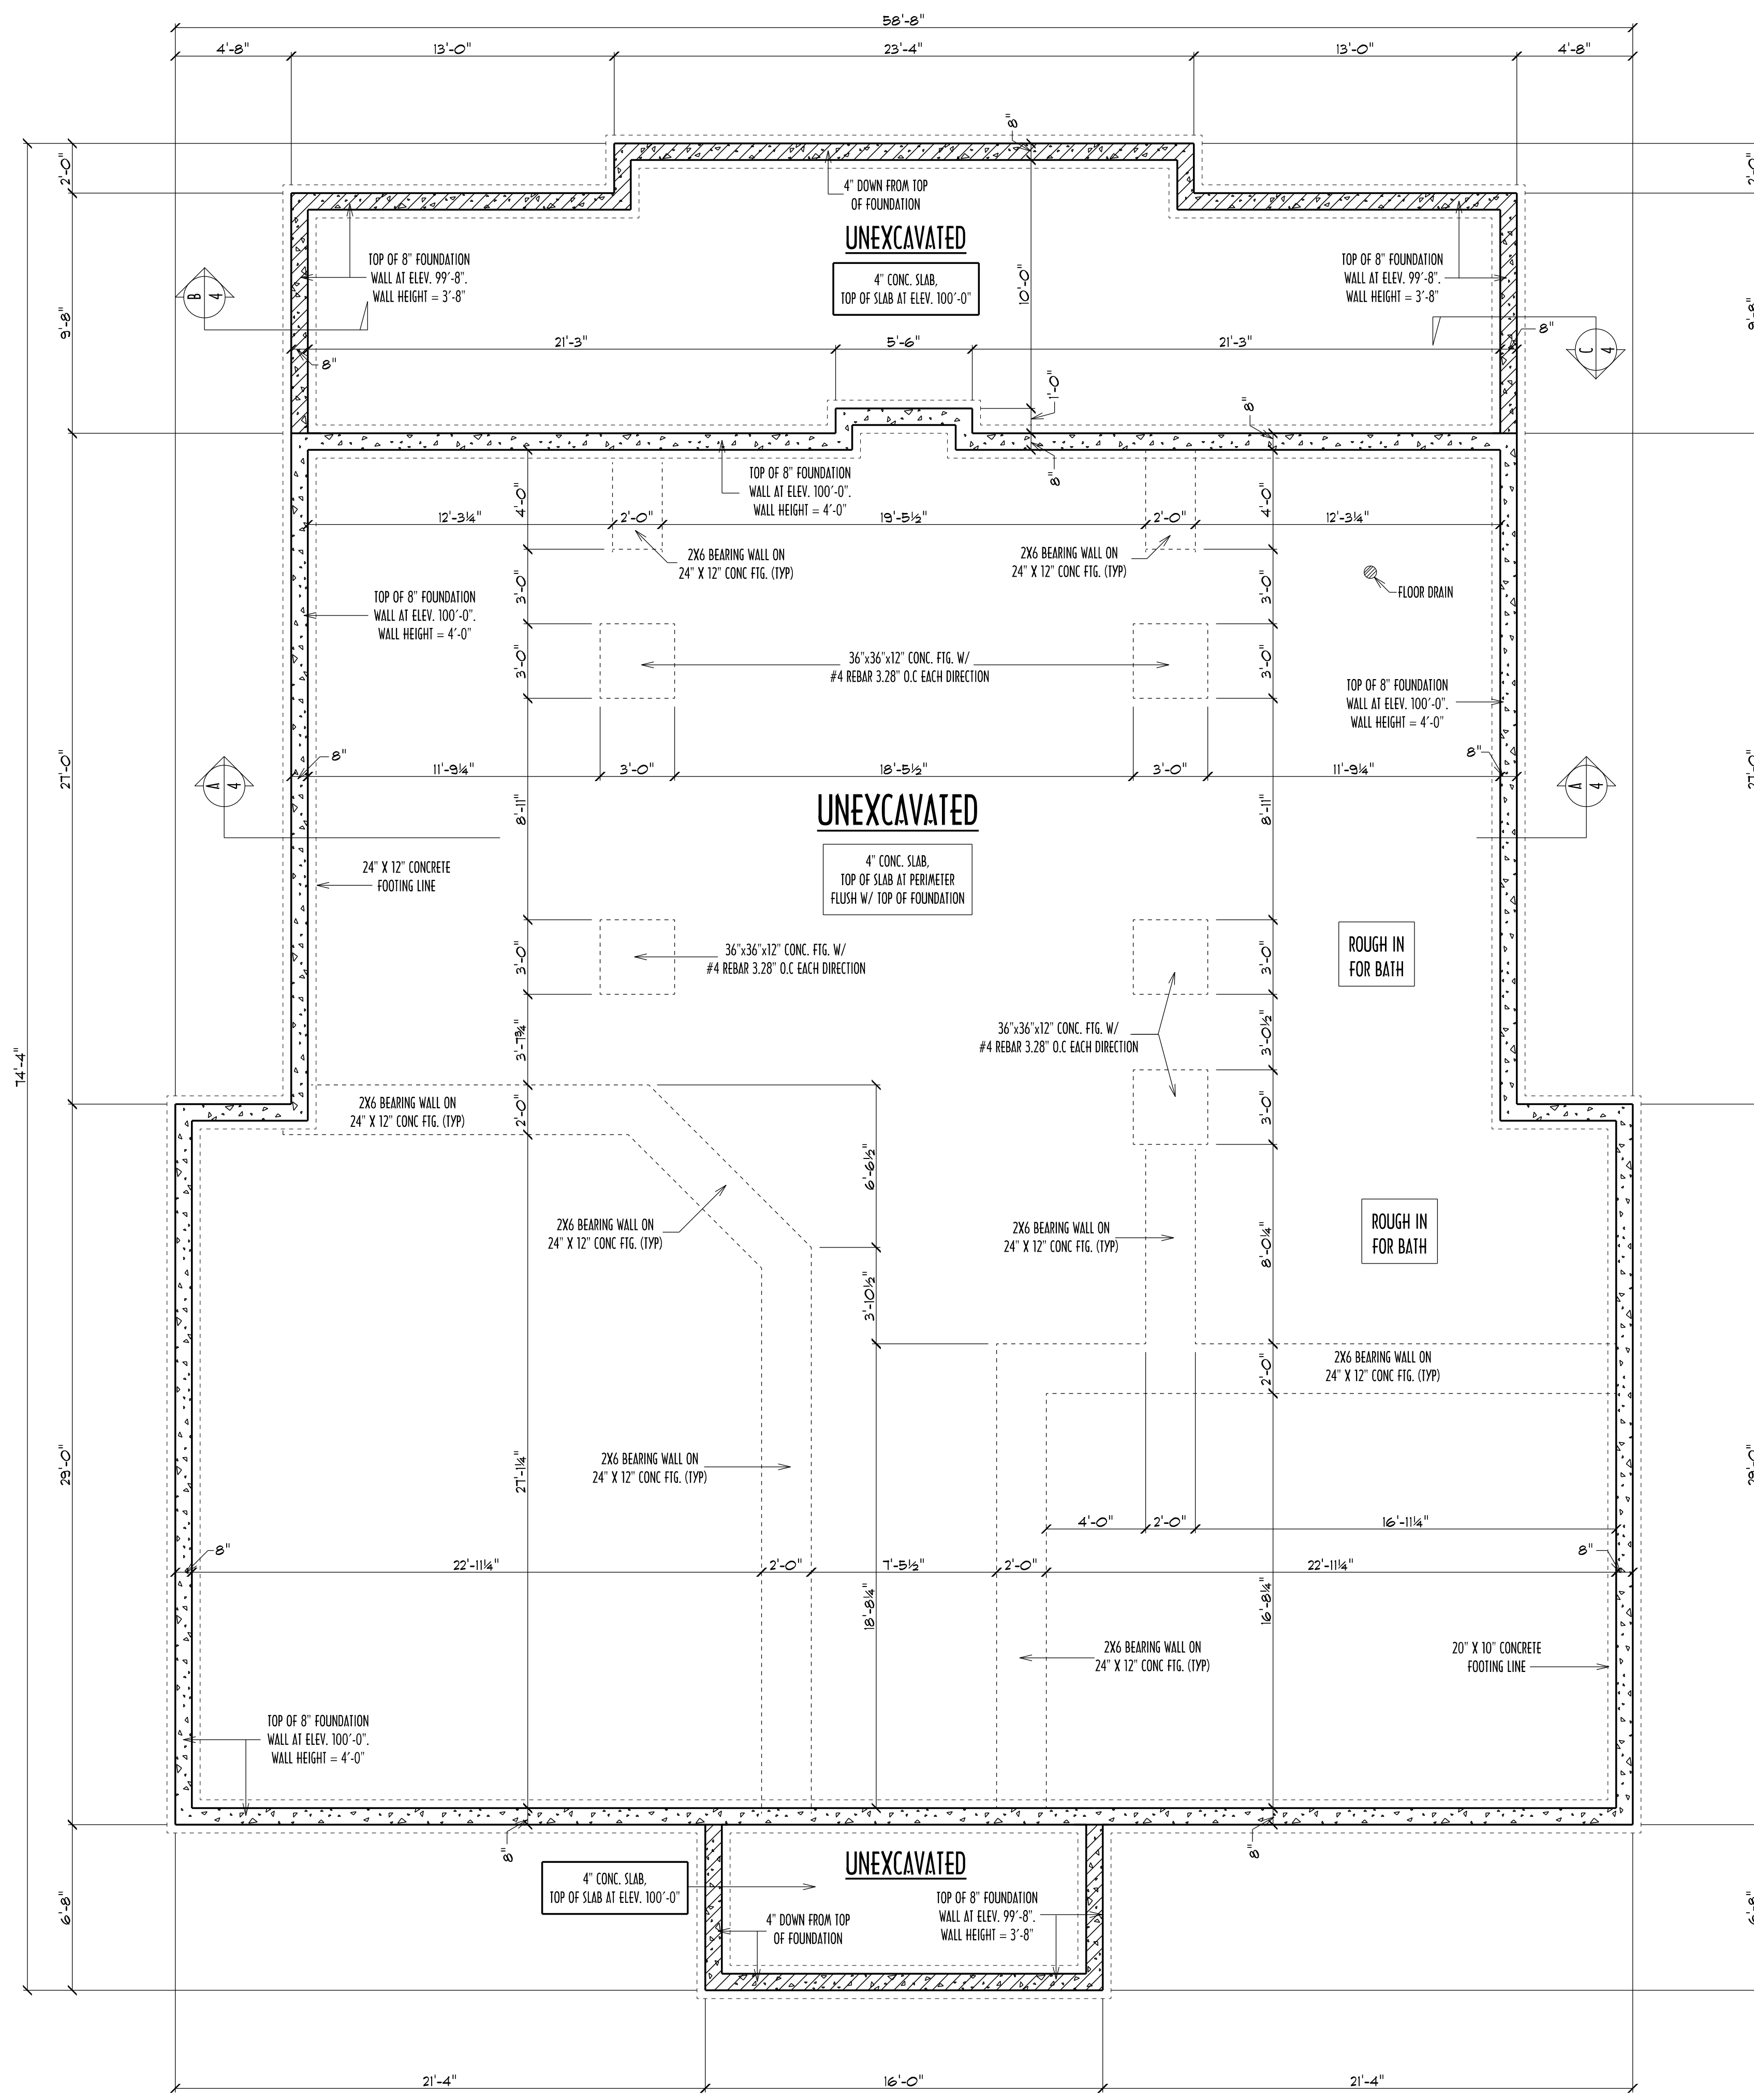 58'-8"
4'-8"
13'-0"
23'-4"
13'-0"
4'-8"
2'-0"
8"
2'-0"
4" DOWN FROM TOP
OF FOUNDATION
UNEXCAVATED
4" CONC. SLAB,
TOP OF SLAB AT ELEV. 100'-0"
TOP OF 8" FOUNDATION
WALL AT ELEV. 99'-8".
WALL HEIGHT = 3'-8"
TOP OF 8" FOUNDATION
WALL AT ELEV. 99'-8".
WALL HEIGHT = 3'-8"
B
4
10'-0"
C
4
9'-8"
9'-8"
21'-3"
5'-6"
21'-3"
8"
8"
1'-0"
8"
8"
TOP OF 8" FOUNDATION
WALL AT ELEV. 100'-0".
WALL HEIGHT = 4'-0"
4'-0"
4'-0"
12'-3¼"
2'-0"
19'-5½"
2'-0"
12'-3¼"
2X6 BEARING WALL ON
24" X 12" CONC FTG. (TYP)
2X6 BEARING WALL ON
24" X 12" CONC FTG. (TYP)
3'-0"
3'-0"
FLOOR DRAIN
TOP OF 8" FOUNDATION
WALL AT ELEV. 100'-0".
WALL HEIGHT = 4'-0"
3'-0"
36"x36"x12" CONC. FTG. W/
#4 REBAR 3.28" O.C EACH DIRECTION
3'-0"
TOP OF 8" FOUNDATION
WALL AT ELEV. 100'-0".
WALL HEIGHT = 4'-0"
27'-0"
27'-0"
8"
8"
11'-9¼"
3'-0"
18'-5½"
3'-0"
11'-9¼"
A
4
A
4
8'-11"
8'-11"
UNEXCAVATED
4" CONC. SLAB,
TOP OF SLAB AT PERIMETER
FLUSH W/ TOP OF FOUNDATION
24" X 12" CONCRETE
FOOTING LINE
3'-0"
36"x36"x12" CONC. FTG. W/
#4 REBAR 3.28" O.C EACH DIRECTION
3'-0"
ROUGH IN
FOR BATH
3'-7¾"
36"x36"x12" CONC. FTG. W/
#4 REBAR 3.28" O.C EACH DIRECTION
3'-0½"
74'-4"
2X6 BEARING WALL ON
24" X 12" CONC FTG. (TYP)
2'-0"
3'-0"
6'-6½"
2X6 BEARING WALL ON
24" X 12" CONC FTG. (TYP)
2X6 BEARING WALL ON
24" X 12" CONC FTG. (TYP)
8'-0¼"
ROUGH IN
FOR BATH
3'-10½"
2'-0"
2X6 BEARING WALL ON
24" X 12" CONC FTG. (TYP)
29'-0"
29'-0"
27'-1¼"
2X6 BEARING WALL ON
24" X 12" CONC FTG. (TYP)
4'-0"
2'-0"
16'-11¼"
8"
8"
22'-11¼"
2'-0"
7'-5½"
2'-0"
22'-11¼"
18'-8¼"
16'-8¼"
2X6 BEARING WALL ON
24" X 12" CONC FTG. (TYP)
20" X 10" CONCRETE
FOOTING LINE
TOP OF 8" FOUNDATION
WALL AT ELEV. 100'-0".
WALL HEIGHT = 4'-0"
8"
8"
UNEXCAVATED
4" CONC. SLAB,
TOP OF SLAB AT ELEV. 100'-0"
6'-8"
6'-8"
4" DOWN FROM TOP
OF FOUNDATION
TOP OF 8" FOUNDATION
WALL AT ELEV. 99'-8".
WALL HEIGHT = 3'-8"
21'-4"
16'-0"
21'-4"